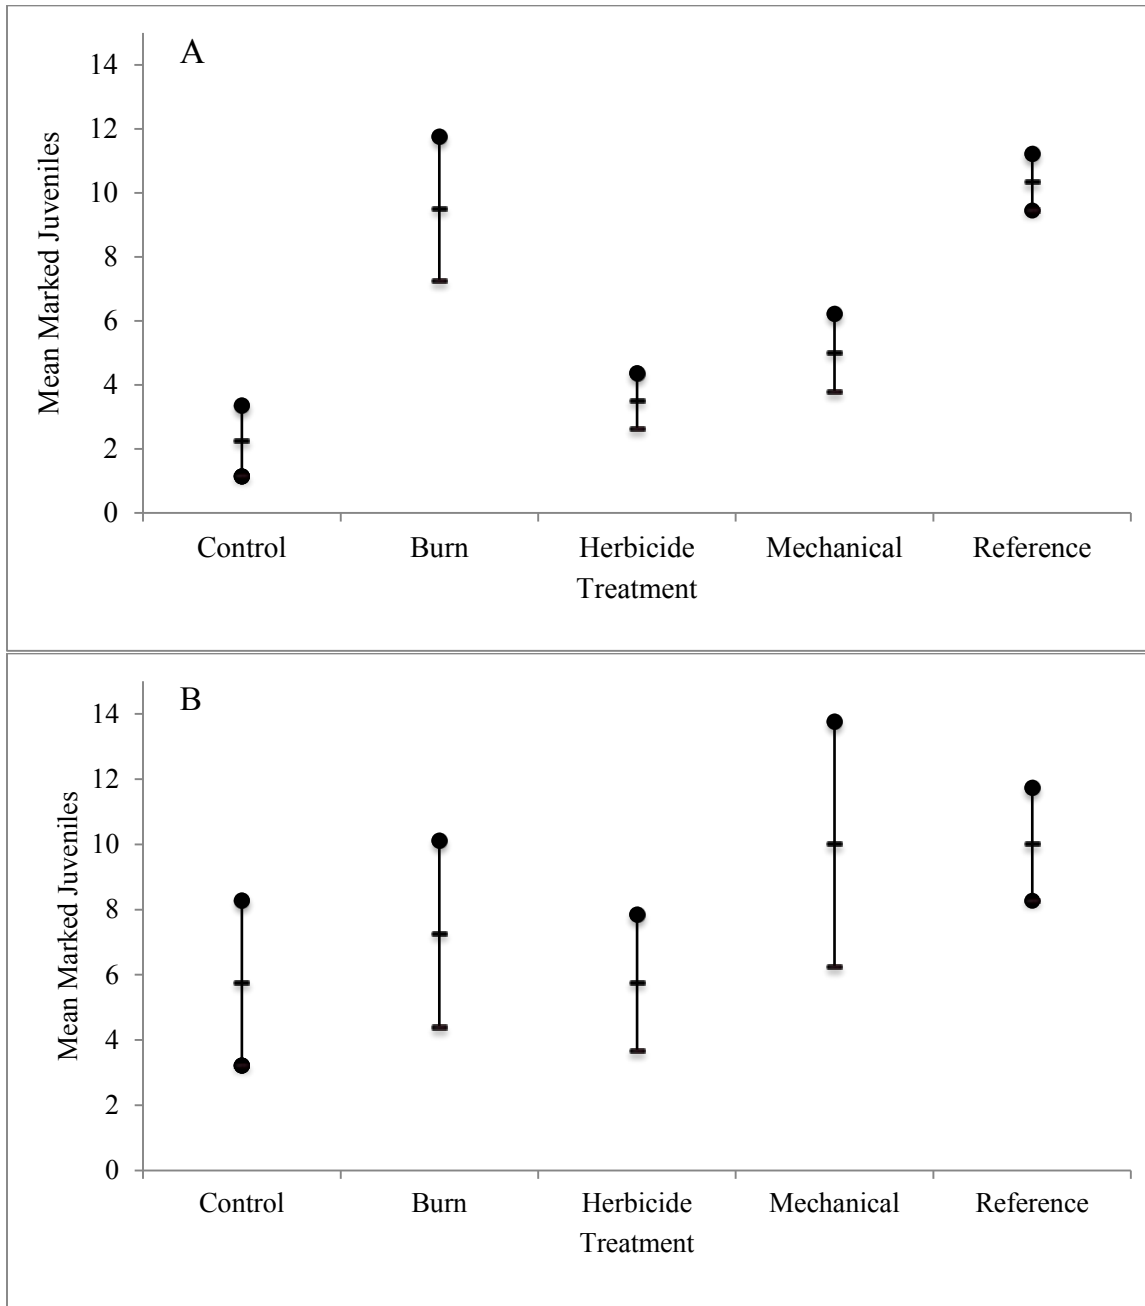 A
Mean Marked Juveniles
14
12
10
8
6
4
2
0
Control Burn Herbicide Mechanical Reference
Treatment
B
Mean Marked Juveniles
14
12
10
8
6
4
2
0
Control Burn Herbicide Mechanical Reference
Treatment